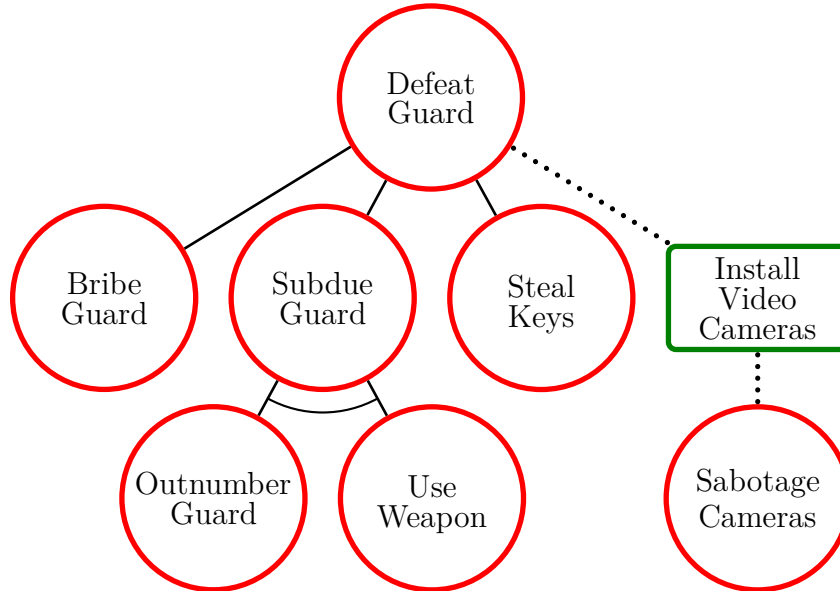 Defeat
Guard
Bribe
Guard
Subdue
Guard
Steal
Keys
Install
Video
Cameras
Outnumber
Guard
Use
Weapon
Sabotage
Cameras